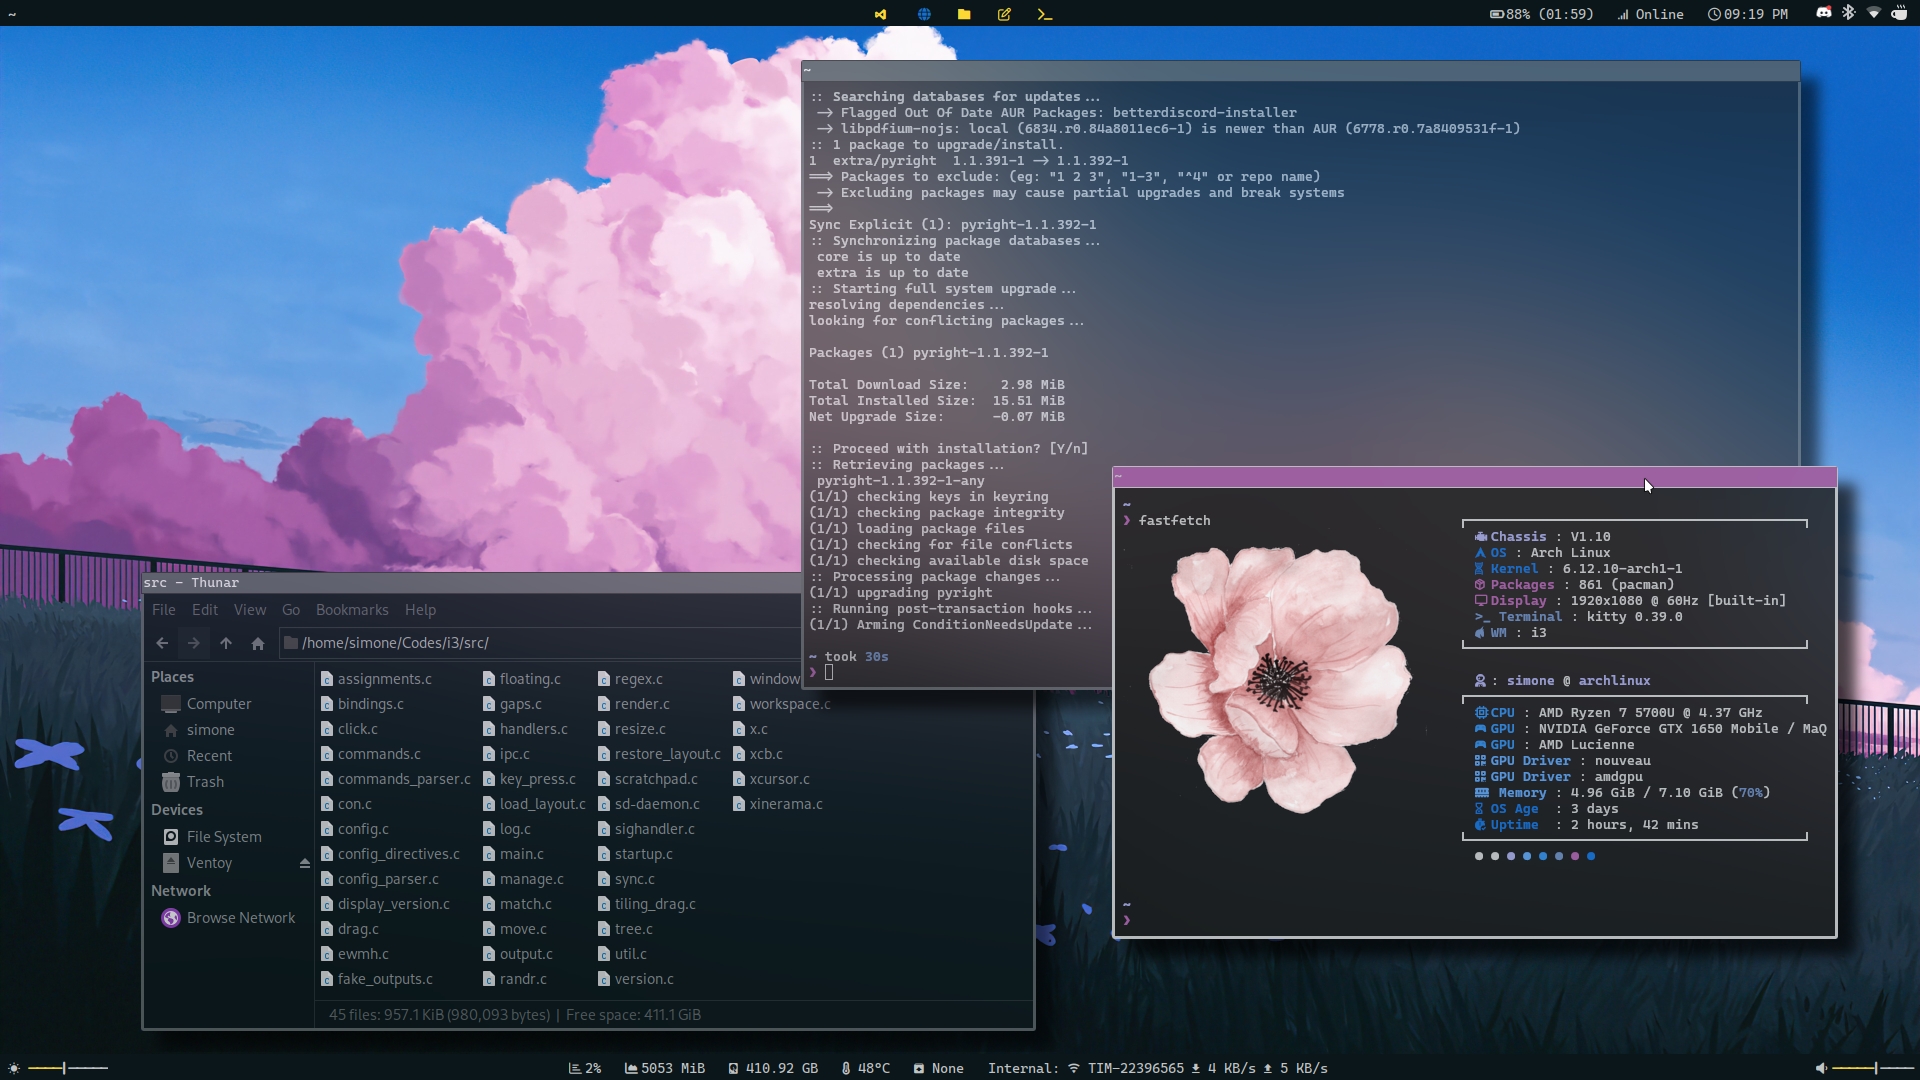 ~
88% (01:59) Online 09:19 PM
~
:: Searching databases for updates...
-> Flagged Out Of Date AUR Packages: betterdiscord-installer
-> libpdfium-nojs: local (6834.r0.84a8011ec6-1) is newer than AUR (6778.r0.7a8409531f-1)
:: 1 package to upgrade/install.
1 extra/pyright 1.1.391-1 -> 1.1.392-1
==> Packages to exclude: (eg: "1 2 3", "1-3", "^4" or repo name)
-> Excluding packages may cause partial upgrades and break systems
==>
Sync Explicit (1): pyright-1.1.392-1
:: Synchronizing package databases...
core is up to date
extra is up to date
:: Starting full system upgrade...
resolving dependencies...
looking for conflicting packages...
Packages (1) pyright-1.1.392-1
Total Download Size: 2.98 MiB
Total Installed Size: 15.51 MiB
Net Upgrade Size: -0.07 MiB
:: Proceed with installation? [Y/n]
:: Retrieving packages...
pyright-1.1.392-1-any
(1/1) checking keys in keyring
(1/1) checking package integrity
(1/1) loading package files
(1/1) checking for file conflicts
(1/1) checking available disk space
:: Processing package changes...
(1/1) upgrading pyright
:: Running post-transaction hooks...
(1/1) Arming ConditionNeedsUpdate...
~ took 30s
❯
~
~
❯ fastfetch
Chassis : V1.10
OS : Arch Linux
Kernel : 6.12.10-arch1-1
Packages : 861 (pacman)
Display : 1920x1080 @ 60Hz [built-in]
>_ Terminal : kitty 0.39.0
WM : i3
: simone @ archlinux
CPU : AMD Ryzen 7 5700U @ 4.37 GHz
GPU : NVIDIA GeForce GTX 1650 Mobile / MaQ
GPU : AMD Lucienne
GPU Driver : nouveau
GPU Driver : amdgpu
Memory : 4.96 GiB / 7.10 GiB (70%)
OS Age : 3 days
Uptime : 2 hours, 42 mins
~
❯
src - Thunar
File Edit View Go Bookmarks Help
/home/simone/Codes/i3/src/
Places
Computer
simone
Recent
Trash
Devices
File System
Ventoy
Network
Browse Network
assignments.c floating.c regex.c window
bindings.c gaps.c render.c workspace.c
click.c handlers.c resize.c x.c
commands.c ipc.c restore_layout.c xcb.c
commands_parser.c key_press.c scratchpad.c xcursor.c
con.c load_layout.c sd-daemon.c xinerama.c
config.c log.c sighandler.c
config_directives.c main.c startup.c
config_parser.c manage.c sync.c
display_version.c match.c tiling_drag.c
drag.c move.c tree.c
ewmh.c output.c util.c
fake_outputs.c randr.c version.c
45 files: 957.1 KiB (980,093 bytes) | Free space: 411.1 GiB
2% 5053 MiB 410.92 GB 48°C None Internal: TIM-22396565 4 KB/s 5 KB/s